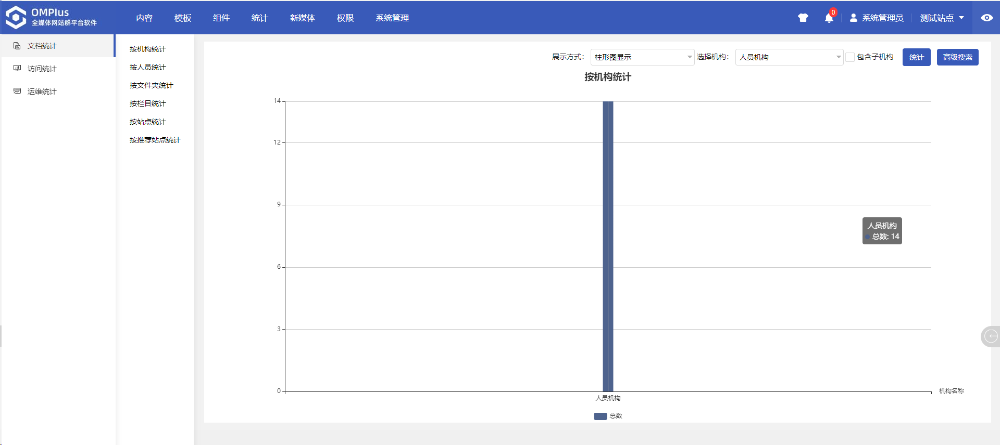 OMPlus
全媒体网站群平台软件
内容 模板 组件 统计 新媒体 权限 系统管理
0
系统管理员
测试站点
文档统计
访问统计
运维统计
按机构统计
按人员统计
按文件夹统计
按栏目统计
按站点统计
按推荐站点统计
展示方式： 柱形图显示 选择机构： 人员机构 包含子机构 统计 高级搜索
按机构统计
14
12
9
6
3
0
人员机构
总数: 14
机构名称
人员机构
总数